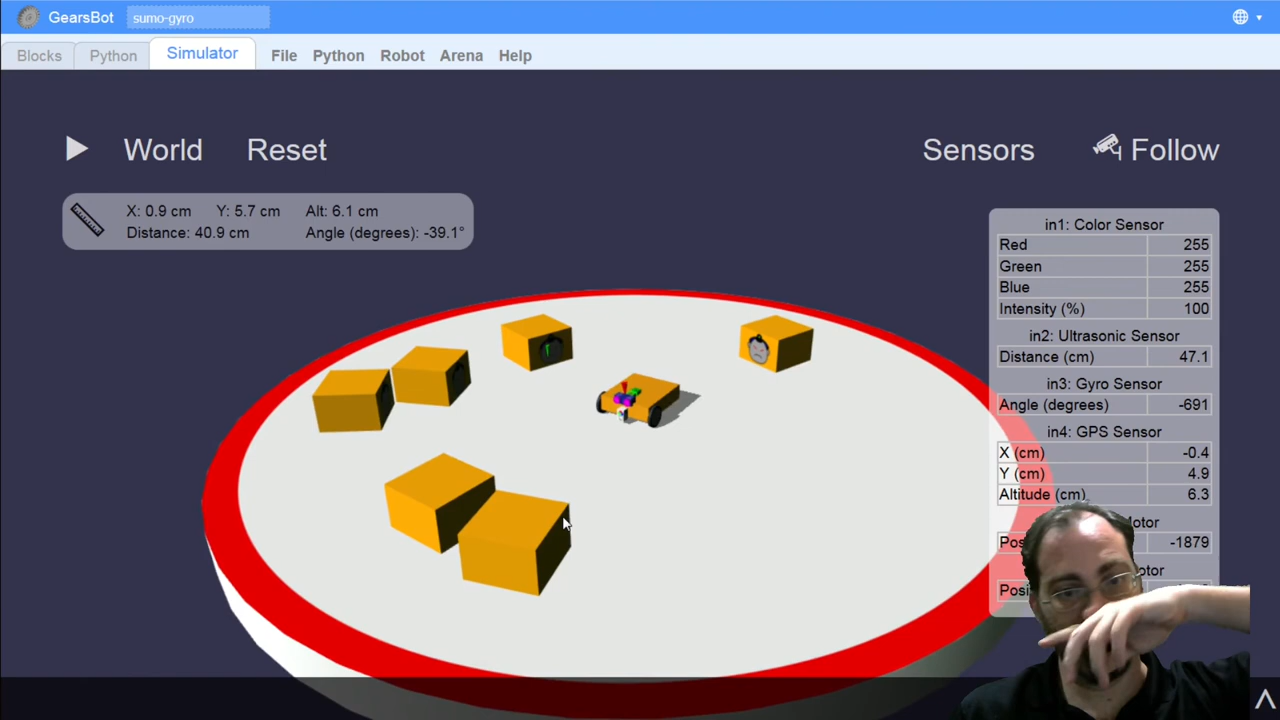 GearsBot sumo-gyro
Blocks Python Simulator File Python Robot Arena Help
World Reset Sensors Follow
X: 0.9 cm Y: 5.7 cm Alt: 6.1 cm
Distance: 40.9 cm Angle (degrees): -39.1°
in1: Color Sensor
Red 255
Green 255
Blue 255
Intensity (%) 100
in2: Ultrasonic Sensor
Distance (cm) 47.1
in3: Gyro Sensor
Angle (degrees) -691
in4: GPS Sensor
X (cm) -0.4
Y (cm) 4.9
Altitude (cm) 6.3
-1879